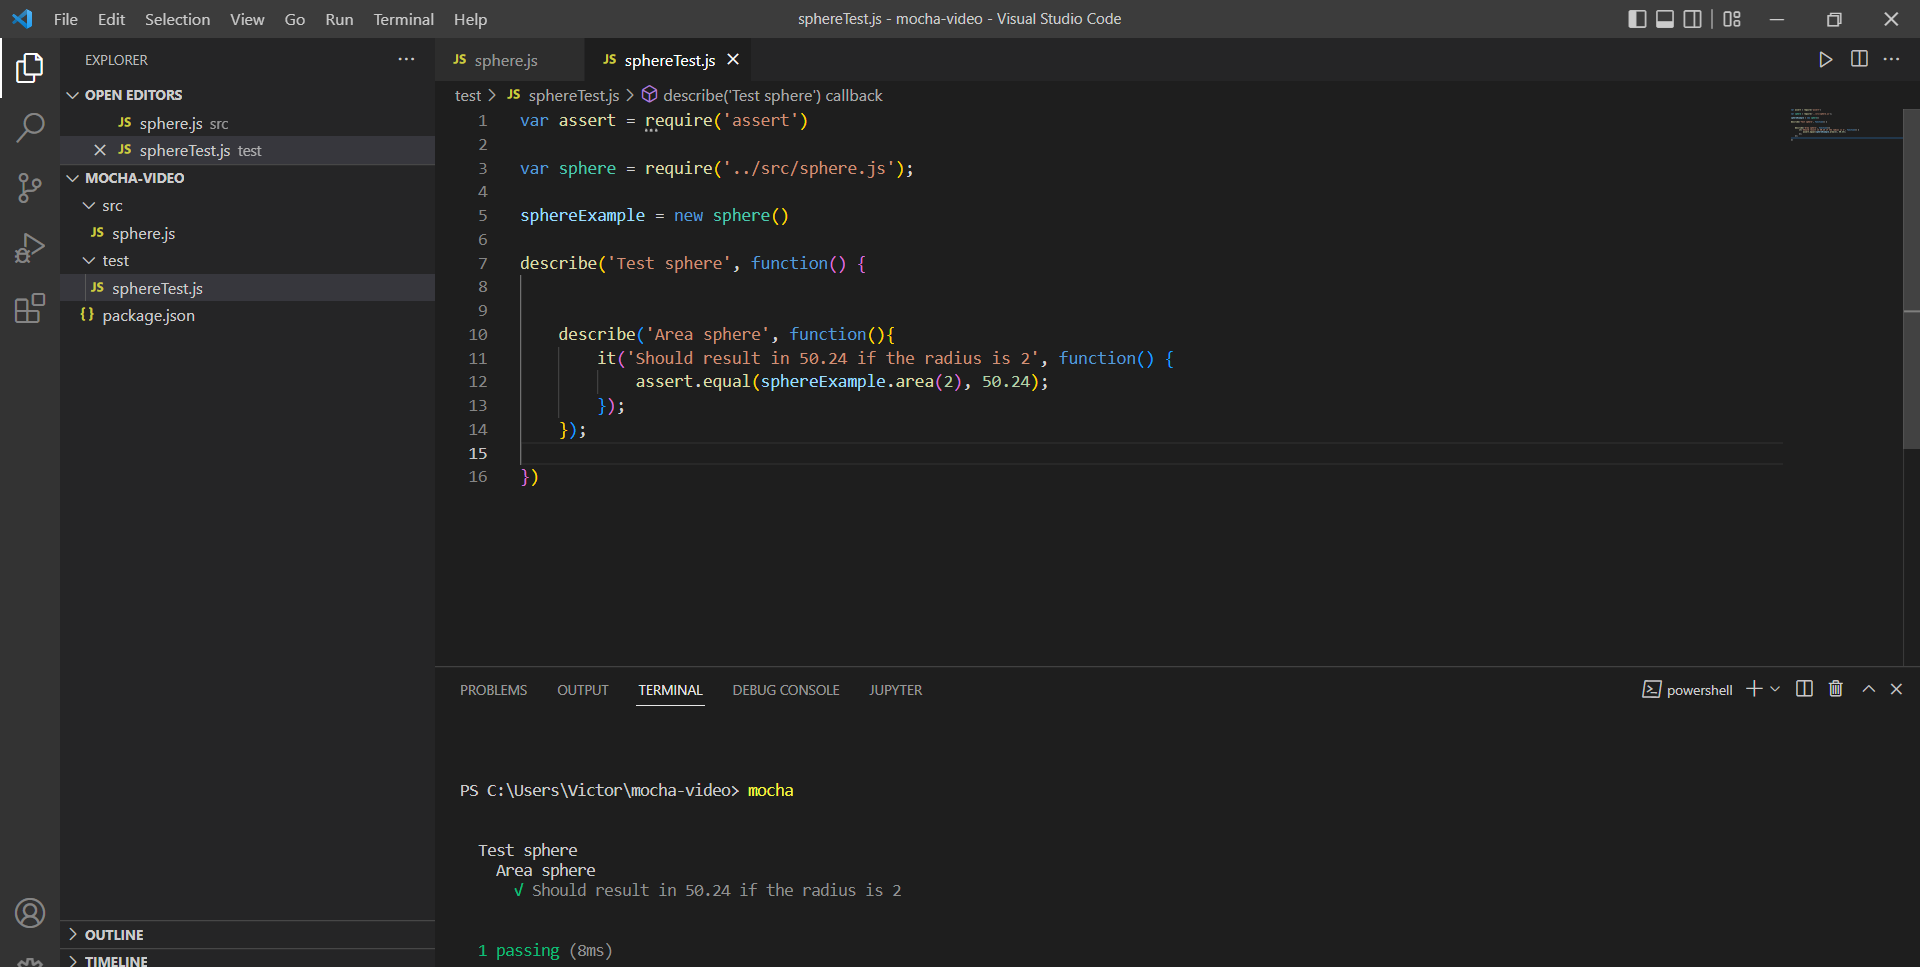 File Edit Selection View Go Run Terminal Help
sphereTest.js - mocha-video - Visual Studio Code
EXPLORER
OPEN EDITORS
JS sphere.js src
JS sphereTest.js test
MOCHA-VIDEO
src
JS sphere.js
test
JS sphereTest.js
{} package.json
OUTLINE
TIMELINE
JS sphere.js
JS sphereTest.js
test > JS sphereTest.js > describe('Test sphere') callback
1 var assert = require('assert')
2
3 var sphere = require('../src/sphere.js');
4
5 sphereExample = new sphere()
6
7 describe('Test sphere', function() {
8
9
10 describe('Area sphere', function(){
11 it('Should result in 50.24 if the radius is 2', function() {
12 assert.equal(sphereExample.area(2), 50.24);
13 });
14 });
15
16 })
PROBLEMS OUTPUT TERMINAL DEBUG CONSOLE JUPYTER
powershell
PS C:\Users\Victor\mocha-video> mocha
Test sphere
Area sphere
√ Should result in 50.24 if the radius is 2
1 passing (8ms)